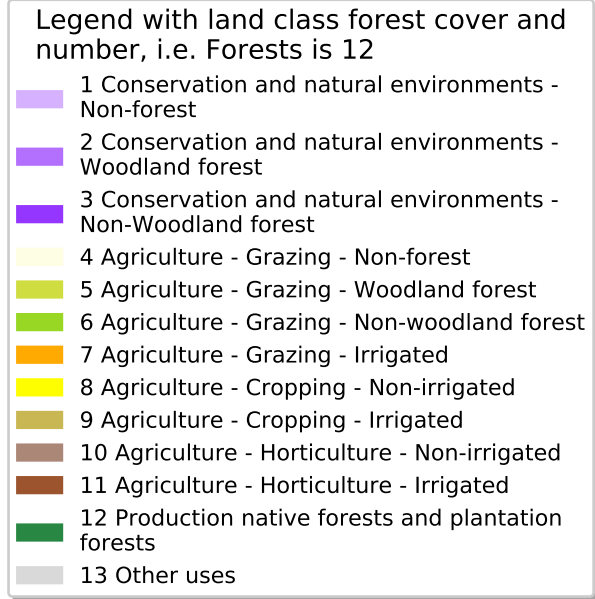 Legend with land class forest cover and
number, i.e. Forests is 12
1 Conservation and natural environments -
Non-forest
2 Conservation and natural environments -
Woodland forest
3 Conservation and natural environments -
Non-Woodland forest
4 Agriculture - Grazing - Non-forest
5 Agriculture - Grazing - Woodland forest
6 Agriculture - Grazing - Non-woodland forest
7 Agriculture - Grazing - Irrigated
8 Agriculture - Cropping - Non-irrigated
9 Agriculture - Cropping - Irrigated
10 Agriculture - Horticulture - Non-irrigated
11 Agriculture - Horticulture - Irrigated
12 Production native forests and plantation
forests
13 Other uses